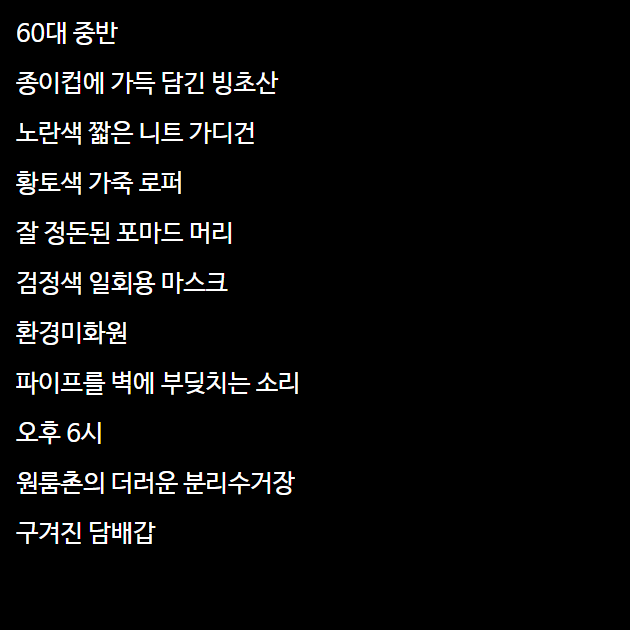 60대 중반
종이컵에 가득 담긴 빙초산
노란색 짧은 니트 가디건
황토색 가죽 로퍼
잘 정돈된 포마드 머리
검정색 일회용 마스크
환경미화원
파이프를 벽에 부딪치는 소리
오후 6시
원룸촌의 더러운 분리수거장
구겨진 담배갑